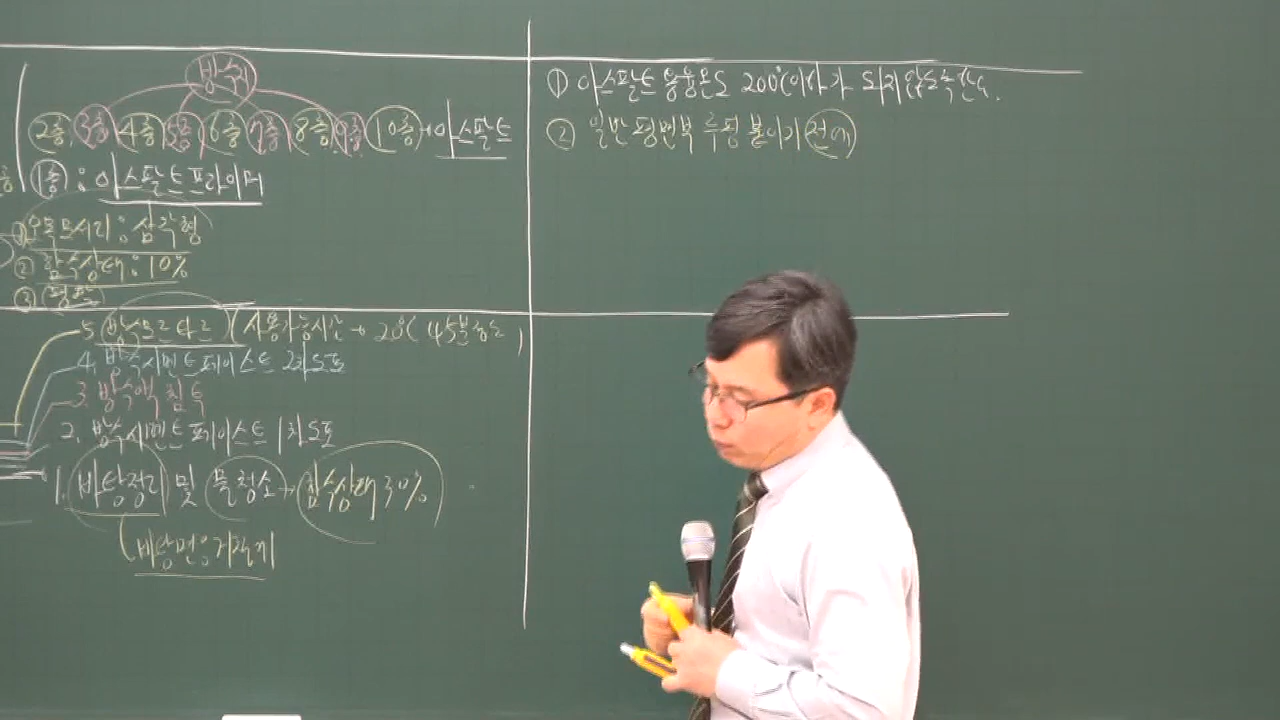 방수지
2층 3층 4층 5층 6층 7층 8층 9층 10층 → 아스팔트
층 1층 : 아스팔트 프라이머
① 오목모서리 : 삼각형
② 함수상태 : 10%
③
5. 방수모르타르 (사용가능시간 → 20℃ 45분정도)
4. 방수시멘트 페이스트 2회도포
3. 방수액 침투
2. 방수시멘트 페이스트 1회도포
1. 바탕정리 및 물청소 → 함수상태 30%
바탕면 : 거칠게
① 아스팔트 용융온도 200℃이하가 되지않도록한다.
② 일반 평면부 루핑 붙이기 전에